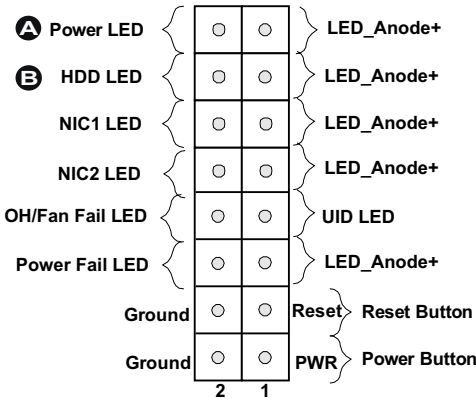 A Power LED LED_Anode+
B HDD LED LED_Anode+
NIC1 LED LED_Anode+
NIC2 LED LED_Anode+
OH/Fan Fail LED UID LED
Power Fail LED LED_Anode+
Ground Reset Reset Button
Ground PWR Power Button
2 1